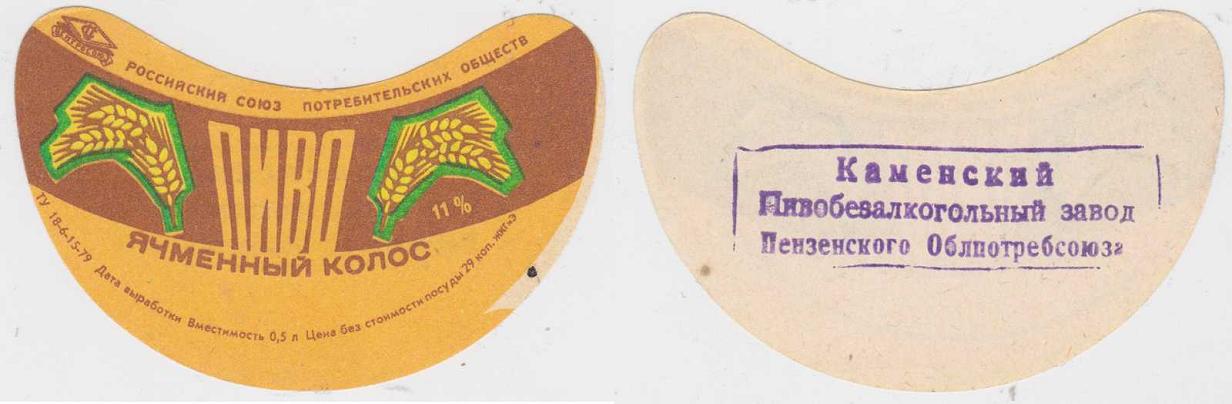 РОССИЙСКИЙ СОЮЗ ПОТРЕБИТЕЛЬСКИХ ОБЩЕСТВ
ПИВО
11 %
ЯЧМЕННЫЙ КОЛОС
ТУ 18-6-15-79 Дата выработки Вместимость 0,5 л Цена без стоимости посуды 29 коп.
Каменский
Пивобезалкогольный завод
Пензенского Облпотребсоюза